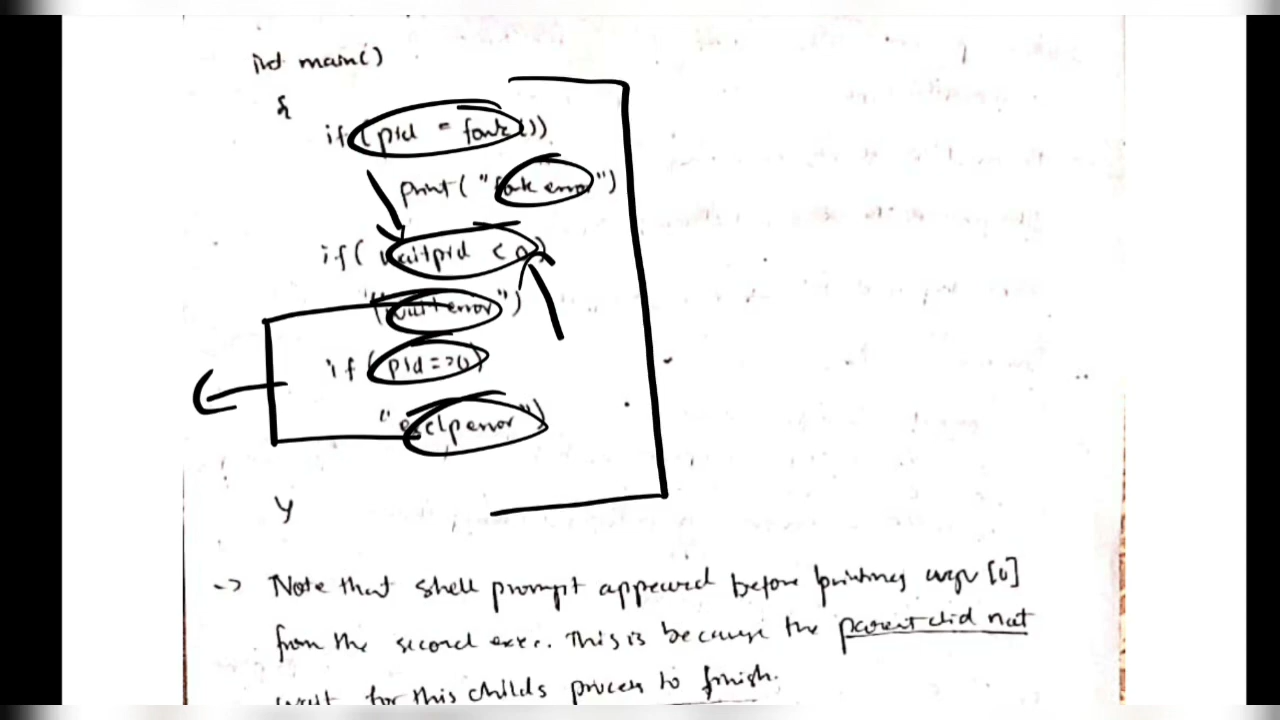 int main()
{
if (pid = fork())
print ( "fork error")
if( waitpid < 0)
("wait error")
if (pid==0)
"execlp error")
}
-> Note that shell prompt appeared before printing argv [0]
from the second exec. This is because the parent did not
wait for this childs process to finish.